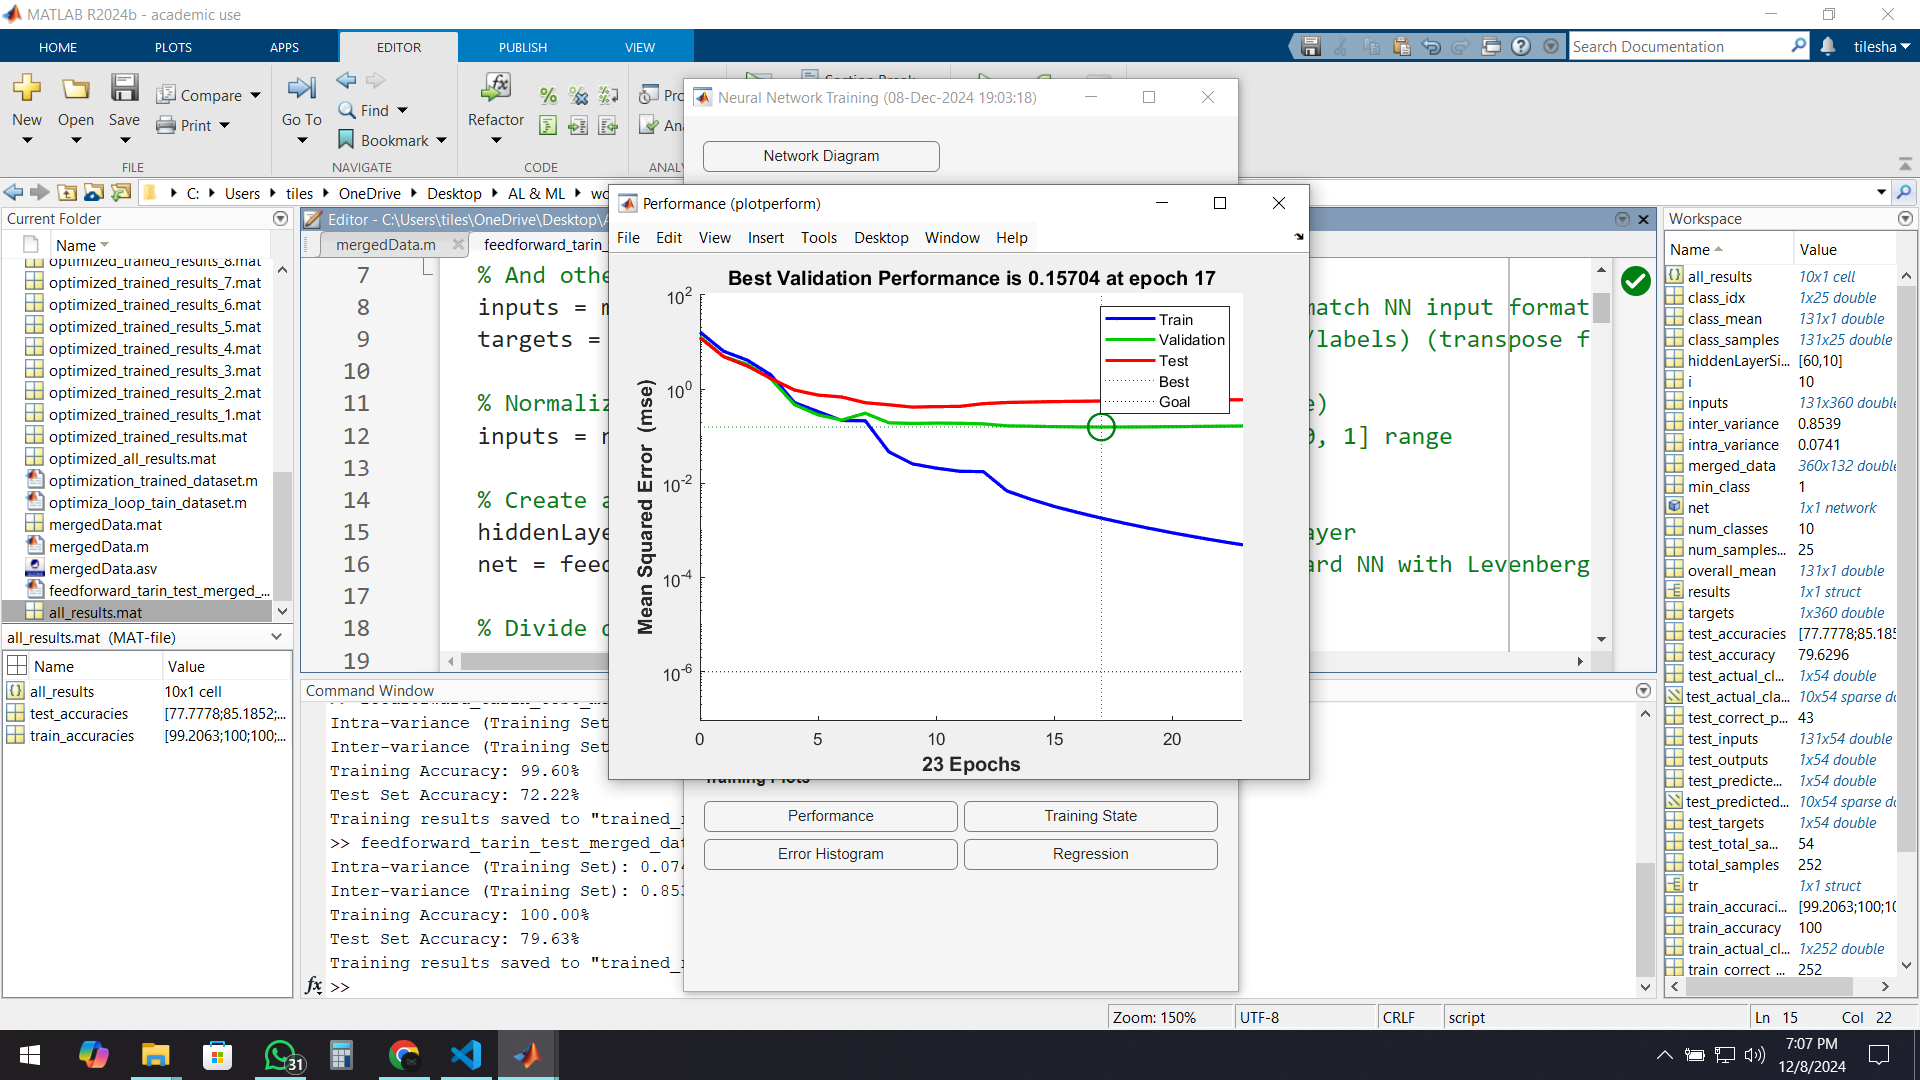 MATLAB R2024b - academic use
HOME PLOTS APPS EDITOR PUBLISH VIEW
Search Documentation
tilesha
New Open Save
Compare
Print
Go To
Find
Bookmark
Refactor
FILE NAVIGATE CODE
C: Users tiles OneDrive Desktop AL & ML
Current Folder
Name
optimized_trained_results_8.mat
optimized_trained_results_7.mat
optimized_trained_results_6.mat
optimized_trained_results_5.mat
optimized_trained_results_4.mat
optimized_trained_results_3.mat
optimized_trained_results_2.mat
optimized_trained_results_1.mat
optimized_trained_results.mat
optimized_all_results.mat
optimization_trained_dataset.m
optimiza_loop_tain_dataset.m
mergedData.mat
mergedData.m
mergedData.asv
feedforward_tarin_test_merged_...
all_results.mat
all_results.mat (MAT-file)
Name Value
all_results 10x1 cell
test_accuracies [77.7778;85.1852;...
train_accuracies [99.2063;100;100;...
Editor - C:\Users\tiles\OneDrive\Desktop\A
mergedData.m
feedforward_tarin_
7 % And othe
8 inputs = m
match NN input format
9 targets =
/labels) (transpose f
10
11 % Normaliz
e)
12 inputs = n
0, 1] range
13
14 % Create a
15 hiddenLaye
ayer
16 net = feed
ard NN with Levenberg
17
18 % Divide d
19
Neural Network Training (08-Dec-2024 19:03:18)
Network Diagram
Performance (plotperform)
File Edit View Insert Tools Desktop Window Help
Best Validation Performance is 0.15704 at epoch 17
Mean Squared Error (mse)
10^2
10^0
10^-2
10^-4
10^-6
Train
Validation
Test
Best
Goal
0 5 10 15 20
23 Epochs
Training Plots
Performance
Training State
Error Histogram
Regression
Command Window
Intra-variance (Training Set
Inter-variance (Training Set
Training Accuracy: 99.60%
Test Set Accuracy: 72.22%
Training results saved to "trained_r
>> feedforward_tarin_test_merged_dat
Intra-variance (Training Set): 0.074
Inter-variance (Training Set): 0.853
Training Accuracy: 100.00%
Test Set Accuracy: 79.63%
Training results saved to "trained_r
fx >>
Workspace
Name Value
all_results 10x1 cell
class_idx 1x25 double
class_mean 131x1 double
class_samples 131x25 double
hiddenLayerSi... [60,10]
i 10
inputs 131x360 double
inter_variance 0.8539
intra_variance 0.0741
merged_data 360x132 double
min_class 1
net 1x1 network
num_classes 10
num_samples... 25
overall_mean 131x1 double
results 1x1 struct
targets 1x360 double
test_accuracies [77.7778;85.185
test_accuracy 79.6296
test_actual_cl... 1x54 double
test_actual_cla... 10x54 sparse do
test_correct_p... 43
test_inputs 131x54 double
test_outputs 1x54 double
test_predicte... 1x54 double
test_predicted... 10x54 sparse do
test_targets 1x54 double
test_total_sa... 54
total_samples 252
tr 1x1 struct
train_accuraci... [99.2063;100;10
train_accuracy 100
train_actual_cl... 1x252 double
train_correct_... 252
Zoom: 150% UTF-8 CRLF script Ln 15 Col 22
31
7:07 PM
12/8/2024